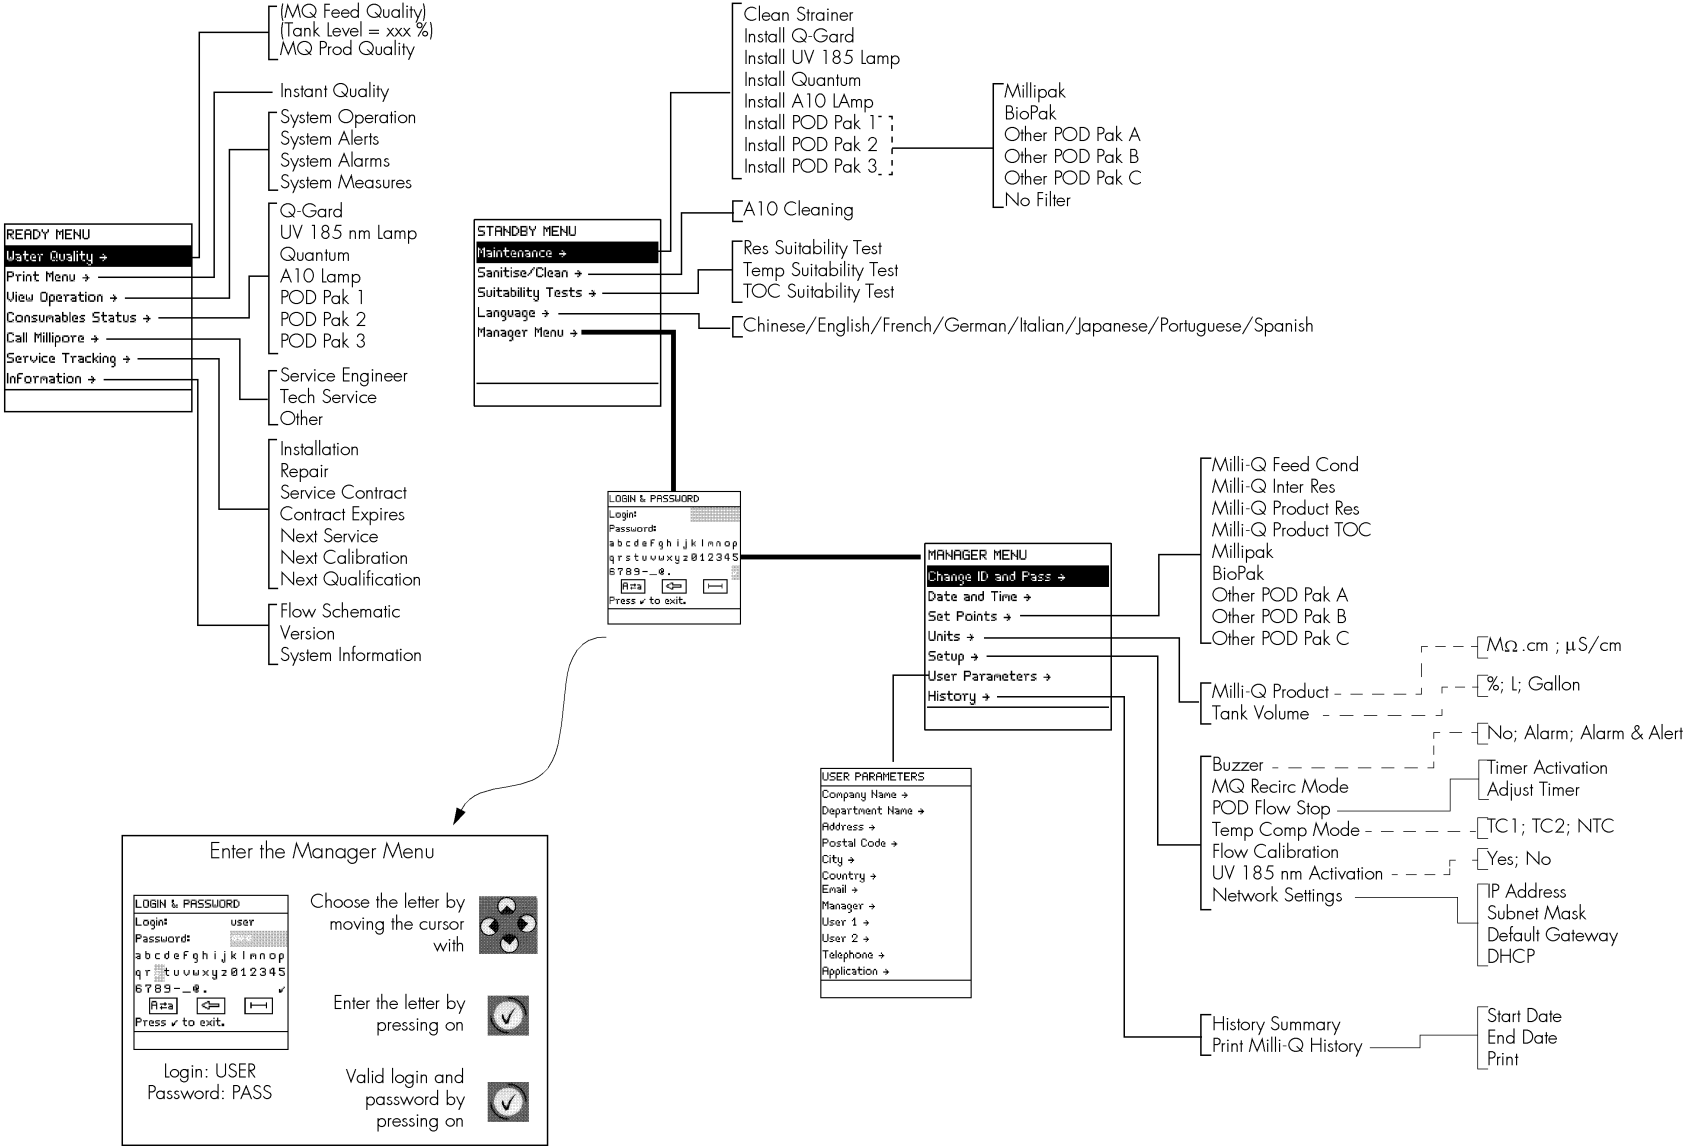 (MQ Feed Quality)
(Tank Level = xxx %)
MQ Prod Quality
Instant Quality
System Operation
System Alerts
System Alarms
System Measures
Q-Gard
UV 185 nm Lamp
Quantum
A10 Lamp
POD Pak 1
POD Pak 2
POD Pak 3
Service Engineer
Tech Service
Other
Installation
Repair
Service Contract
Contract Expires
Next Service
Next Calibration
Next Qualification
Flow Schematic
Version
System Information
READY MENU
Water Quality →
Print Menu →
View Operation →
Consumables Status →
Call Millipore →
Service Tracking →
Information →
Clean Strainer
Install Q-Gard
Install UV 185 Lamp
Install Quantum
Install A10 LAmp
Install POD Pak 1
Install POD Pak 2
Install POD Pak 3
Millipak
BioPak
Other POD Pak A
Other POD Pak B
Other POD Pak C
No Filter
A10 Cleaning
Res Suitability Test
Temp Suitability Test
TOC Suitability Test
Chinese/English/French/German/Italian/Japanese/Portuguese/Spanish
STANDBY MENU
Maintenance →
Sanitise/Clean →
Suitability Tests →
Language →
Manager Menu →
LOGIN & PASSWORD
Login:
Password:
abcdefghijklmnop
qrstuvwxyz012345
6789-_@.
A⇄a
Press ✓ to exit.
MANAGER MENU
Change ID and Pass →
Date and Time →
Set Points →
Units →
Setup →
User Parameters →
History →
Milli-Q Feed Cond
Milli-Q Inter Res
Milli-Q Product Res
Milli-Q Product TOC
Millipak
BioPak
Other POD Pak A
Other POD Pak B
Other POD Pak C
Milli-Q Product
Tank Volume
MΩ.cm ; µS/cm
%; L; Gallon
Buzzer
MQ Recirc Mode
POD Flow Stop
Temp Comp Mode
Flow Calibration
UV 185 nm Activation
Network Settings
No; Alarm; Alarm & Alert
Timer Activation
Adjust Timer
TC1; TC2; NTC
Yes; No
IP Address
Subnet Mask
Default Gateway
DHCP
History Summary
Print Milli-Q History
Start Date
End Date
Print
USER PARAMETERS
Company Name →
Department Name →
Address →
Postal Code →
City →
Country →
Email →
Manager →
User 1 →
User 2 →
Telephone →
Application →
Enter the Manager Menu
LOGIN & PASSWORD
Login: user
Password:
abcdefghijklmnop
qrstuvwxyz012345
6789-_@. ✓
A⇄a
Press ✓ to exit.
Login: USER
Password: PASS
Choose the letter by
moving the cursor
with
Enter the letter by
pressing on
Valid login and
password by
pressing on